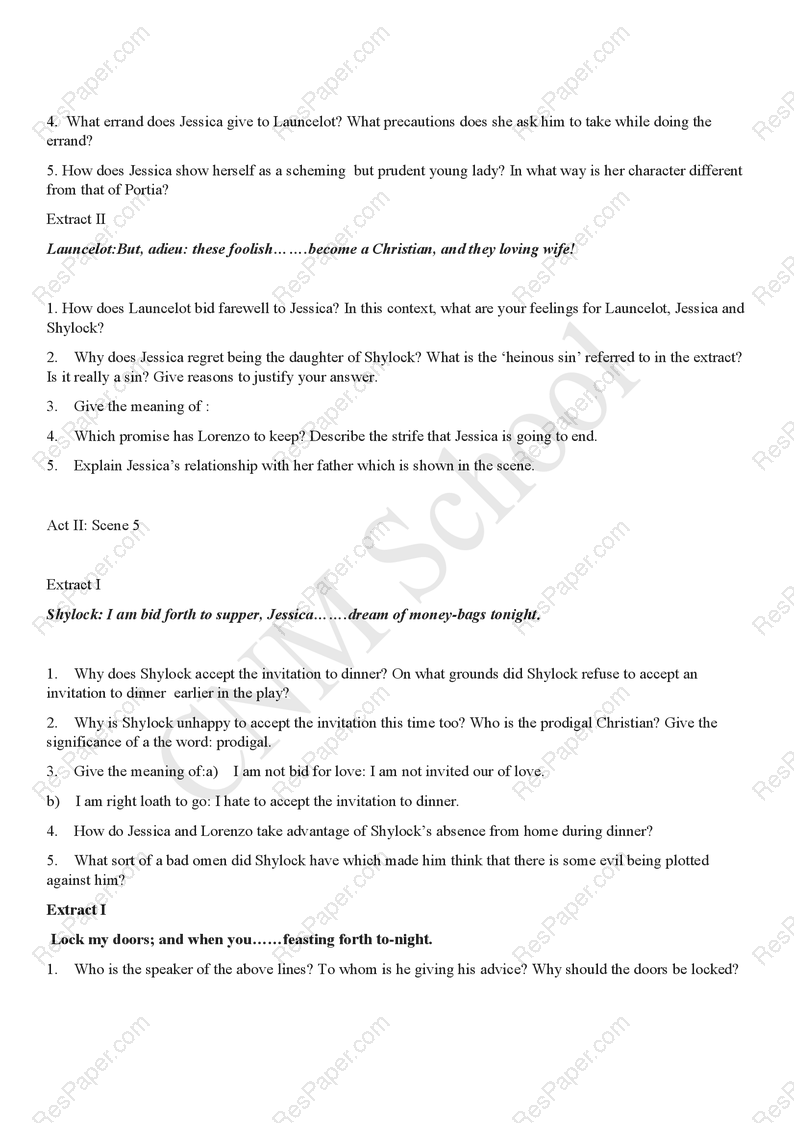 4. What errand does Jessica give to Launcelot? What precautions does she ask him to take while doing the
errand?
5. How does Jessica show herself as a scheming but prudent young lady? In what way is her character different
from that of Portia?
Extract II
Launcelot:But, adieu: these foolish…….become a Christian, and they loving wife!
1. How does Launcelot bid farewell to Jessica? In this context, what are your feelings for Launcelot, Jessica and
Shylock?
2. Why does Jessica regret being the daughter of Shylock? What is the ‘heinous sin’ referred to in the extract?
Is it really a sin? Give reasons to justify your answer.
3. Give the meaning of :
4. Which promise has Lorenzo to keep? Describe the strife that Jessica is going to end.
5. Explain Jessica’s relationship with her father which is shown in the scene.
Act II: Scene 5
Extract I
Shylock: I am bid forth to supper, Jessica…….dream of money-bags tonight.
1. Why does Shylock accept the invitation to dinner? On what grounds did Shylock refuse to accept an
invitation to dinner earlier in the play?
2. Why is Shylock unhappy to accept the invitation this time too? Who is the prodigal Christian? Give the
significance of a the word: prodigal.
3. Give the meaning of:a) I am not bid for love: I am not invited our of love.
b) I am right loath to go: I hate to accept the invitation to dinner.
4. How do Jessica and Lorenzo take advantage of Shylock’s absence from home during dinner?
5. What sort of a bad omen did Shylock have which made him think that there is some evil being plotted
against him?
Extract I
Lock my doors; and when you……feasting forth to-night.
1. Who is the speaker of the above lines? To whom is he giving his advice? Why should the doors be locked?
CNM School
ResPaper.com